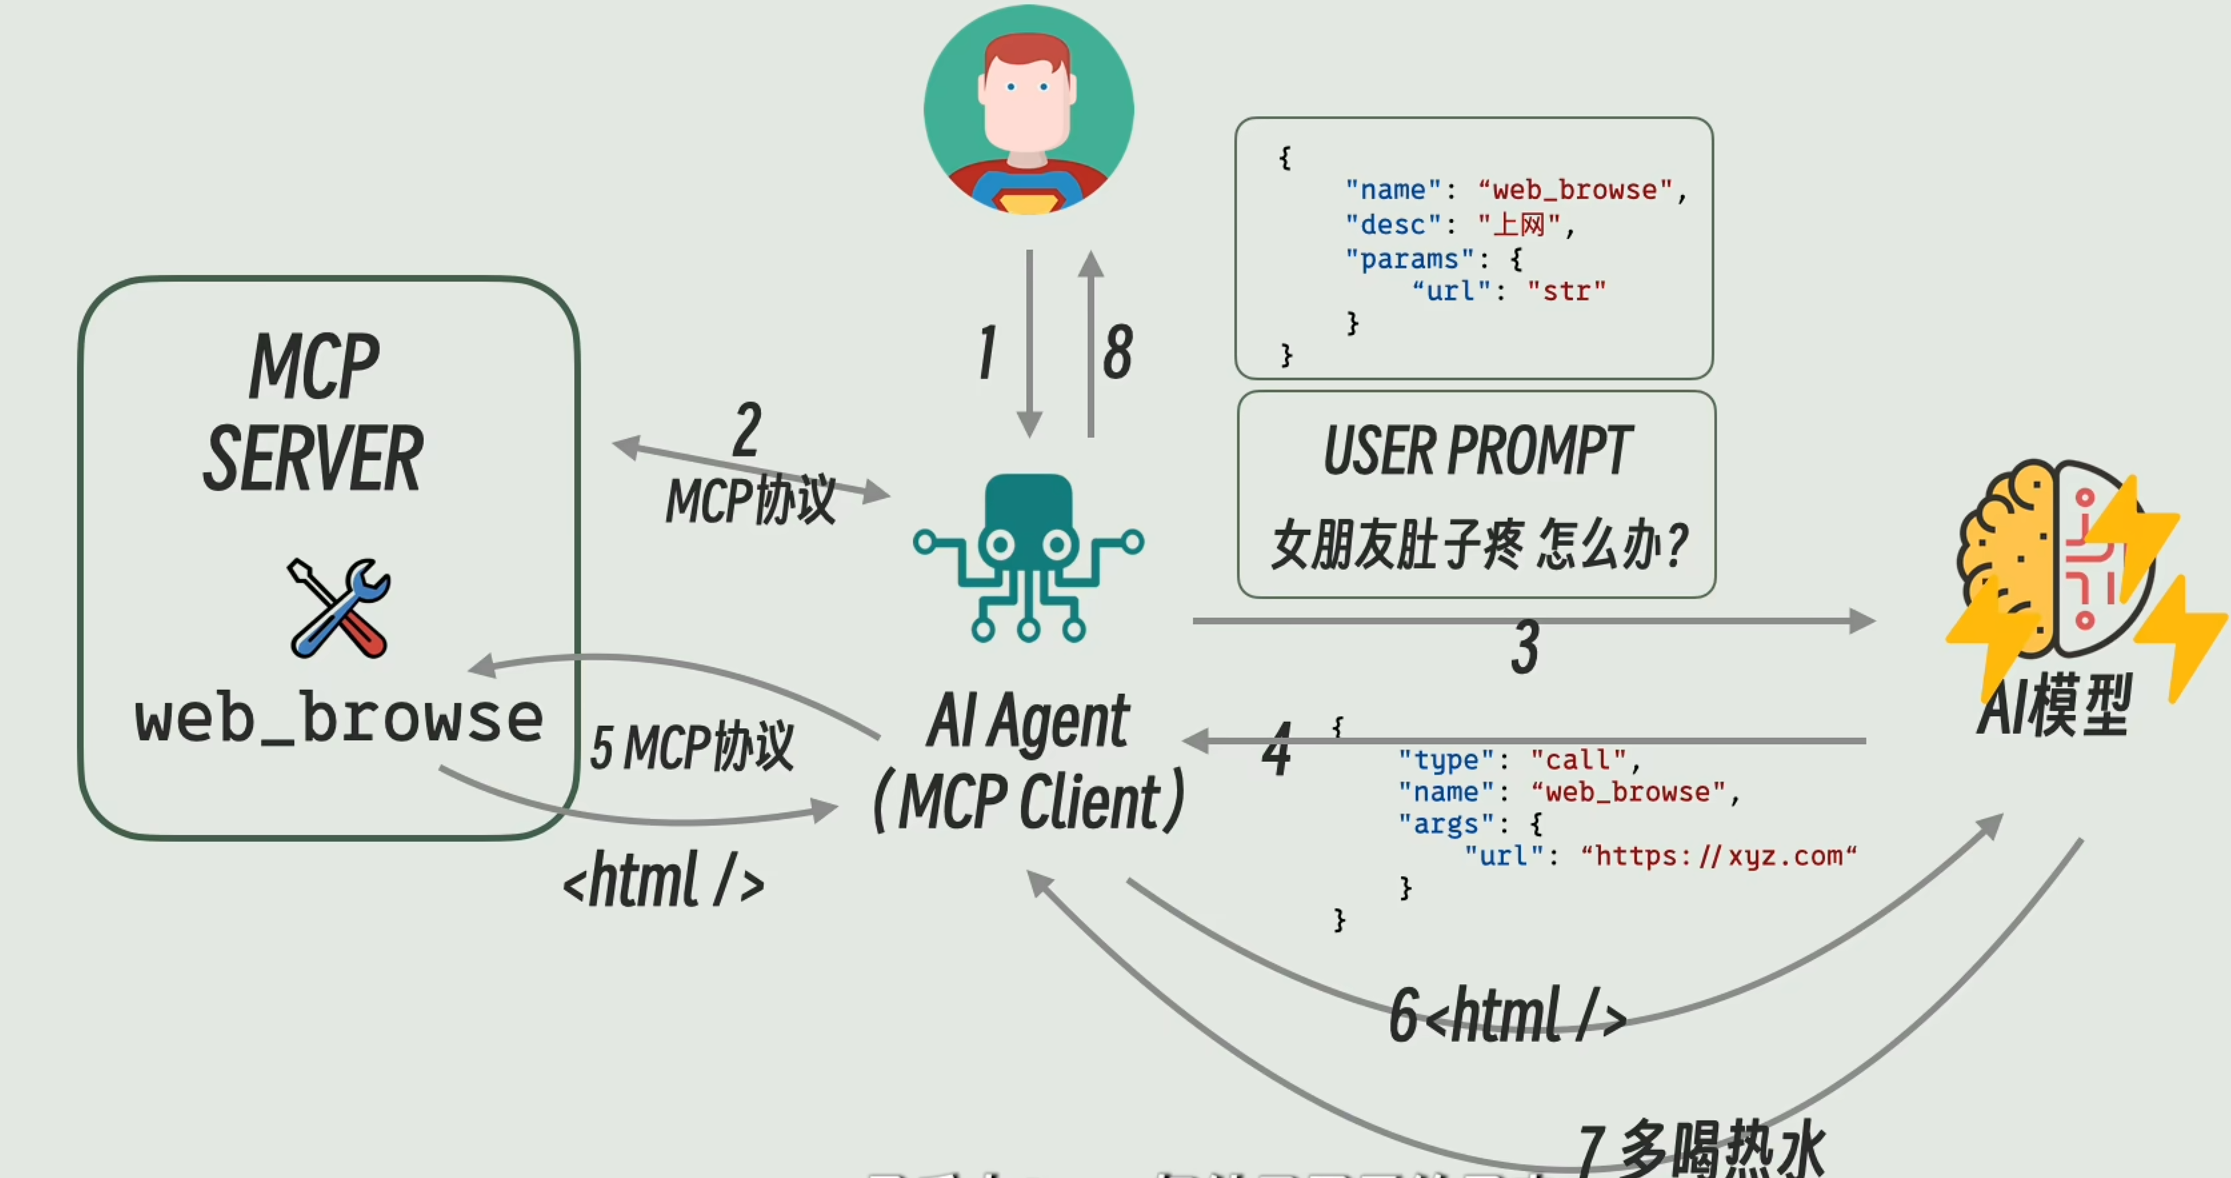 {
"name": “web_browse",
"desc": "上网",
"params": {
“url": "str"
}
}
USER PROMPT
女朋友肚子疼 怎么办?
MCP
SERVER
web_browse
1
8
2
MCP协议
3
AI模型
AI Agent
(MCP Client)
4
{
"type": "call",
"name": “web_browse",
"args": {
"url": “https://xyz.com“
}
}
5 MCP协议
<html />
6<html />
7 多喝热水